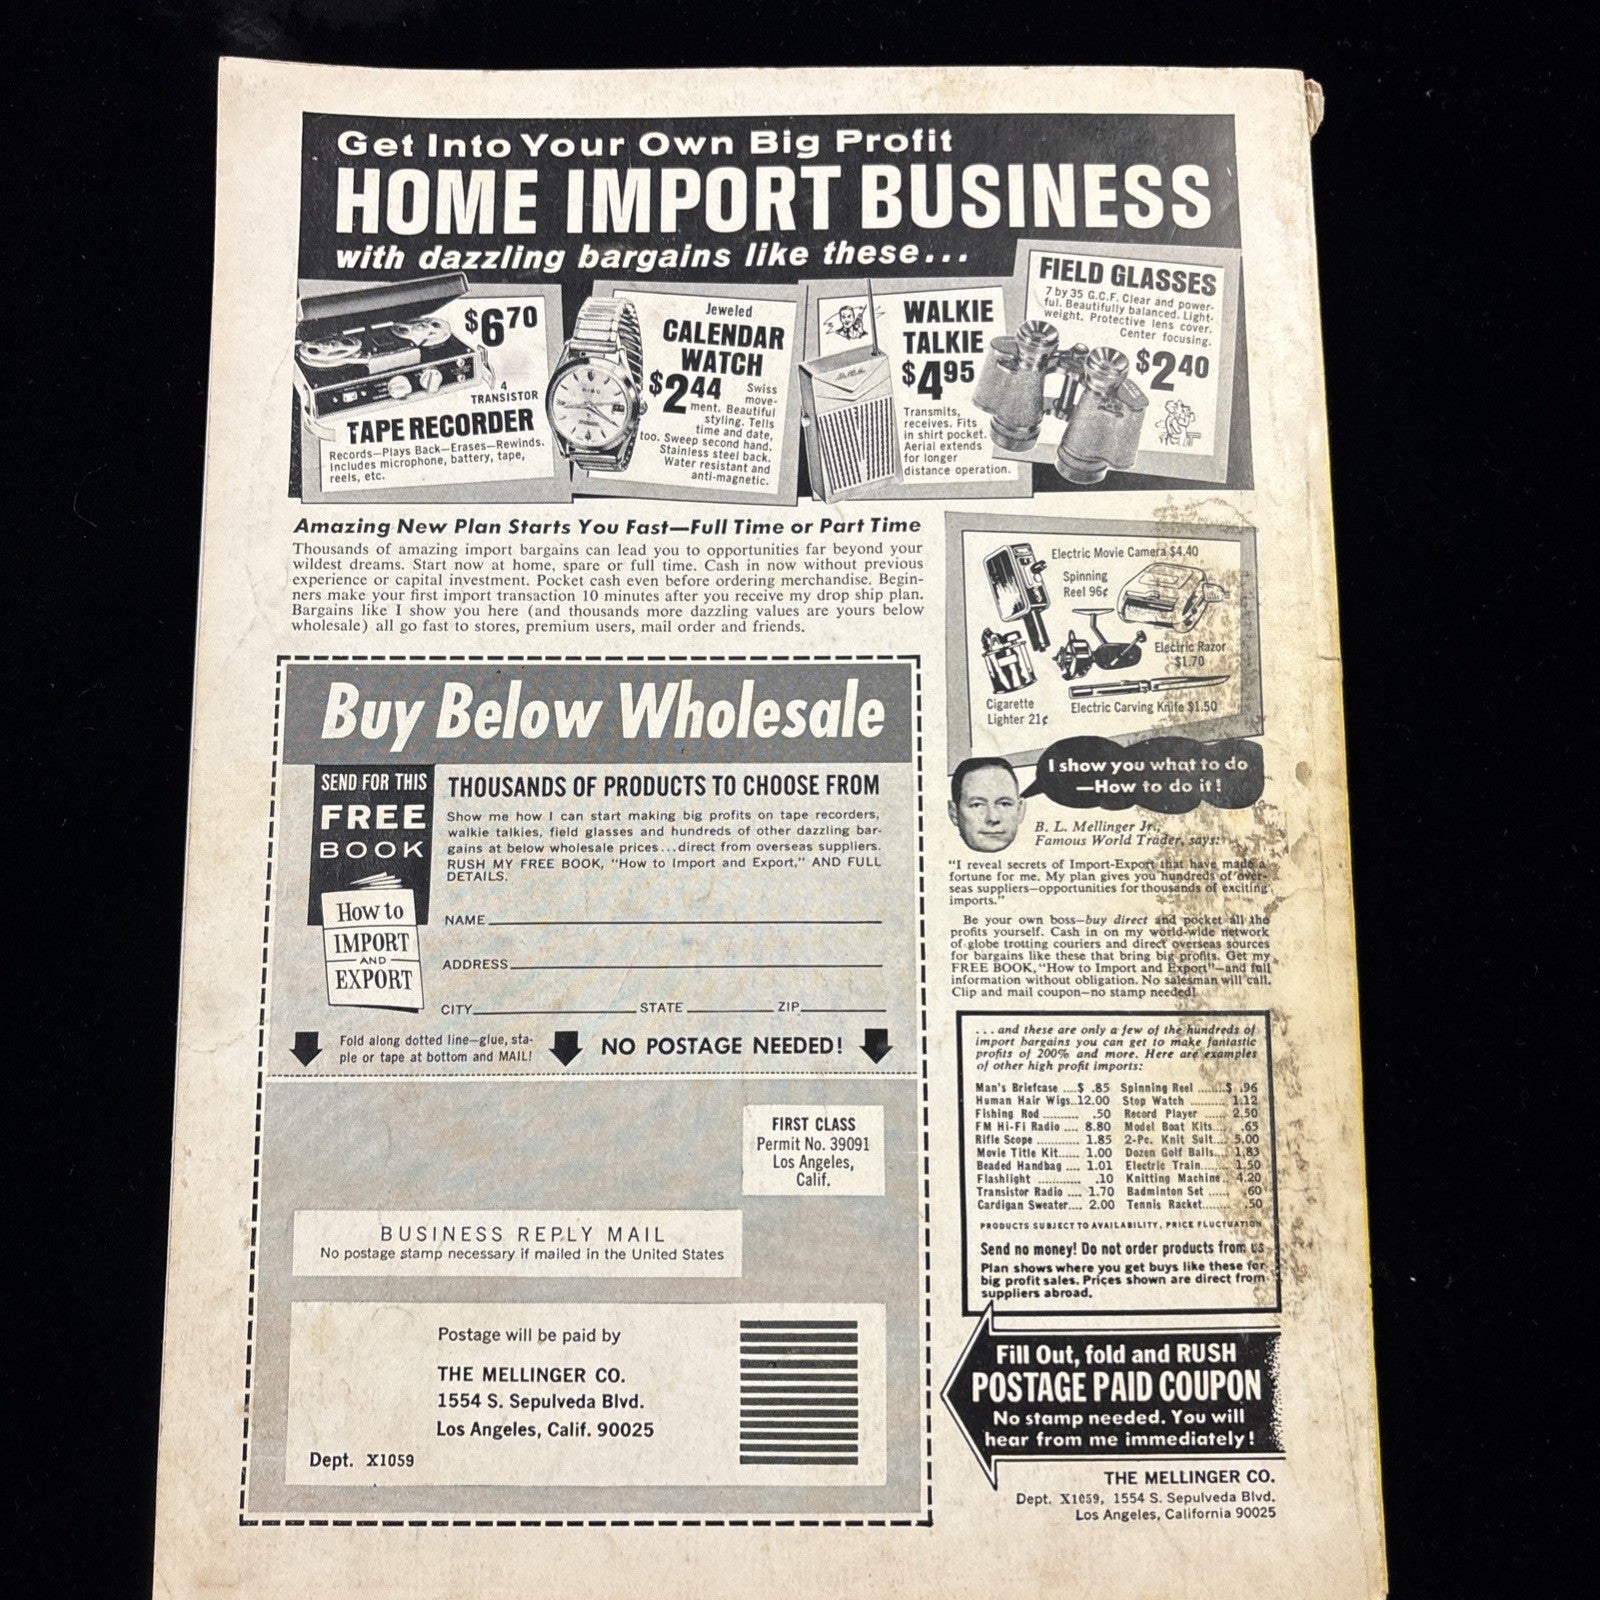 Get Into Your Own Big Profit
HOME IMPORT BUSINESS
with dazzling bargains like these...
$6.70
4
TRANSISTOR
TAPE RECORDER
Records—Plays Back—Erases—Rewinds.
Includes microphone, battery, tape,
reels, etc.
Jeweled
CALENDAR
WATCH
$2.44
Swiss
move-
ment. Beautiful
styling. Tells
time and date,
too. Sweep second hand.
Stainless steel back.
Water resistant and
anti-magnetic.
WALKIE
TALKIE
$4.95
Transmits,
receives. Fits
in shirt pocket.
Aerial extends
for longer
distance operation.
FIELD GLASSES
7 by 35 G.C.F. Clear and power-
ful. Beautifully balanced. Light-
weight. Protective lens cover.
Center focusing.
$2.40
Amazing New Plan Starts You Fast—Full Time or Part Time
Thousands of amazing import bargains can lead you to opportunities far beyond your
wildest dreams. Start now at home, spare or full time. Cash in now without previous
experience or capital investment. Pocket cash even before ordering merchandise. Begin-
ners make your first import transaction 10 minutes after you receive my drop ship plan.
Bargains like I show you here (and thousands more dazzling values are yours below
wholesale) all go fast to stores, premium users, mail order and friends.
Electric Movie Camera $4.40
Spinning
Reel 96¢
Electric Razor
$1.70
Cigarette
Lighter 21¢
Electric Carving Knife $1.50
Buy Below Wholesale
SEND FOR THIS
FREE
BOOK
How to
IMPORT
AND
EXPORT
THOUSANDS OF PRODUCTS TO CHOOSE FROM
Show me how I can start making big profits on tape recorders,
walkie talkies, field glasses and hundreds of other dazzling bar-
gains at below wholesale prices...direct from overseas suppliers.
RUSH MY FREE BOOK, "How to Import and Export," AND FULL
DETAILS.
NAME
ADDRESS
CITY STATE ZIP
Fold along dotted line—glue, sta-
ple or tape at bottom and MAIL!
NO POSTAGE NEEDED!
FIRST CLASS
Permit No. 39091
Los Angeles,
Calif.
BUSINESS REPLY MAIL
No postage stamp necessary if mailed in the United States
Postage will be paid by
THE MELLINGER CO.
1554 S. Sepulveda Blvd.
Los Angeles, Calif. 90025
Dept. X1059
I show you what to do
—How to do it!
B. L. Mellinger Jr.,
Famous World Trader, says:
"I reveal secrets of Import-Export that have made a
fortune for me. My plan gives you hundreds of over-
seas suppliers—opportunities for thousands of exciting
imports."
Be your own boss—buy direct and pocket all the
profits yourself. Cash in on my world-wide network
of globe trotting couriers and direct overseas sources
for bargains like these that bring big profits. Get my
FREE BOOK, "How to Import and Export"—and full
information without obligation. No salesman will call.
Clip and mail coupon—no stamp needed!
...and these are only a few of the hundreds of
import bargains you can get to make fantastic
profits of 200% and more. Here are examples
of other high profit imports:
Man's Briefcase ....$ .85 Spinning Reel .......$ .96
Human Hair Wigs..12.00 Stop Watch ......... 1.12
Fishing Rod .......... .50 Record Player ...... 2.50
FM Hi-Fi Radio .... 8.80 Model Boat Kits.... .65
Rifle Scope ........... 1.85 2-Pc. Knit Suit.... 5.00
Movie Title Kit...... 1.00 Dozen Golf Balls... 1.83
Beaded Handbag .... 1.01 Electric Train....... 1.50
Flashlight ............ .10 Knitting Machine.. 4.20
Transistor Radio .... 1.70 Badminton Set ...... .60
Cardigan Sweater.... 2.00 Tennis Racket........ .50
PRODUCTS SUBJECT TO AVAILABILITY, PRICE FLUCTUATION
Send no money! Do not order products from us
Plan shows where you get buys like these for
big profit sales. Prices shown are direct from
suppliers abroad.
Fill Out, fold and RUSH
POSTAGE PAID COUPON
No stamp needed. You will
hear from me immediately!
THE MELLINGER CO.
Dept. X1059, 1554 S. Sepulveda Blvd.
Los Angeles, California 90025